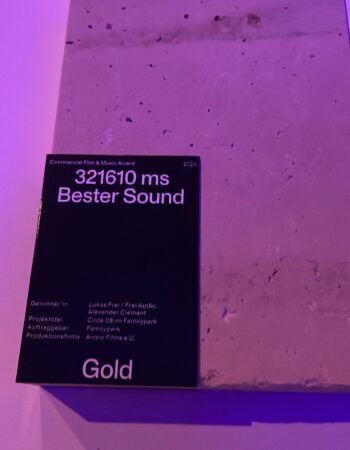 Commercial Film & Music Award 2024
321610 ms
Bester Sound
Gewinner*in Lukas Frei / Frei Audio,
Alexander Clement
Projekttitel Code 08 im Familypark
Auftraggeber Familypark
Produktionsfirma Arrow Films e.U.
Gold